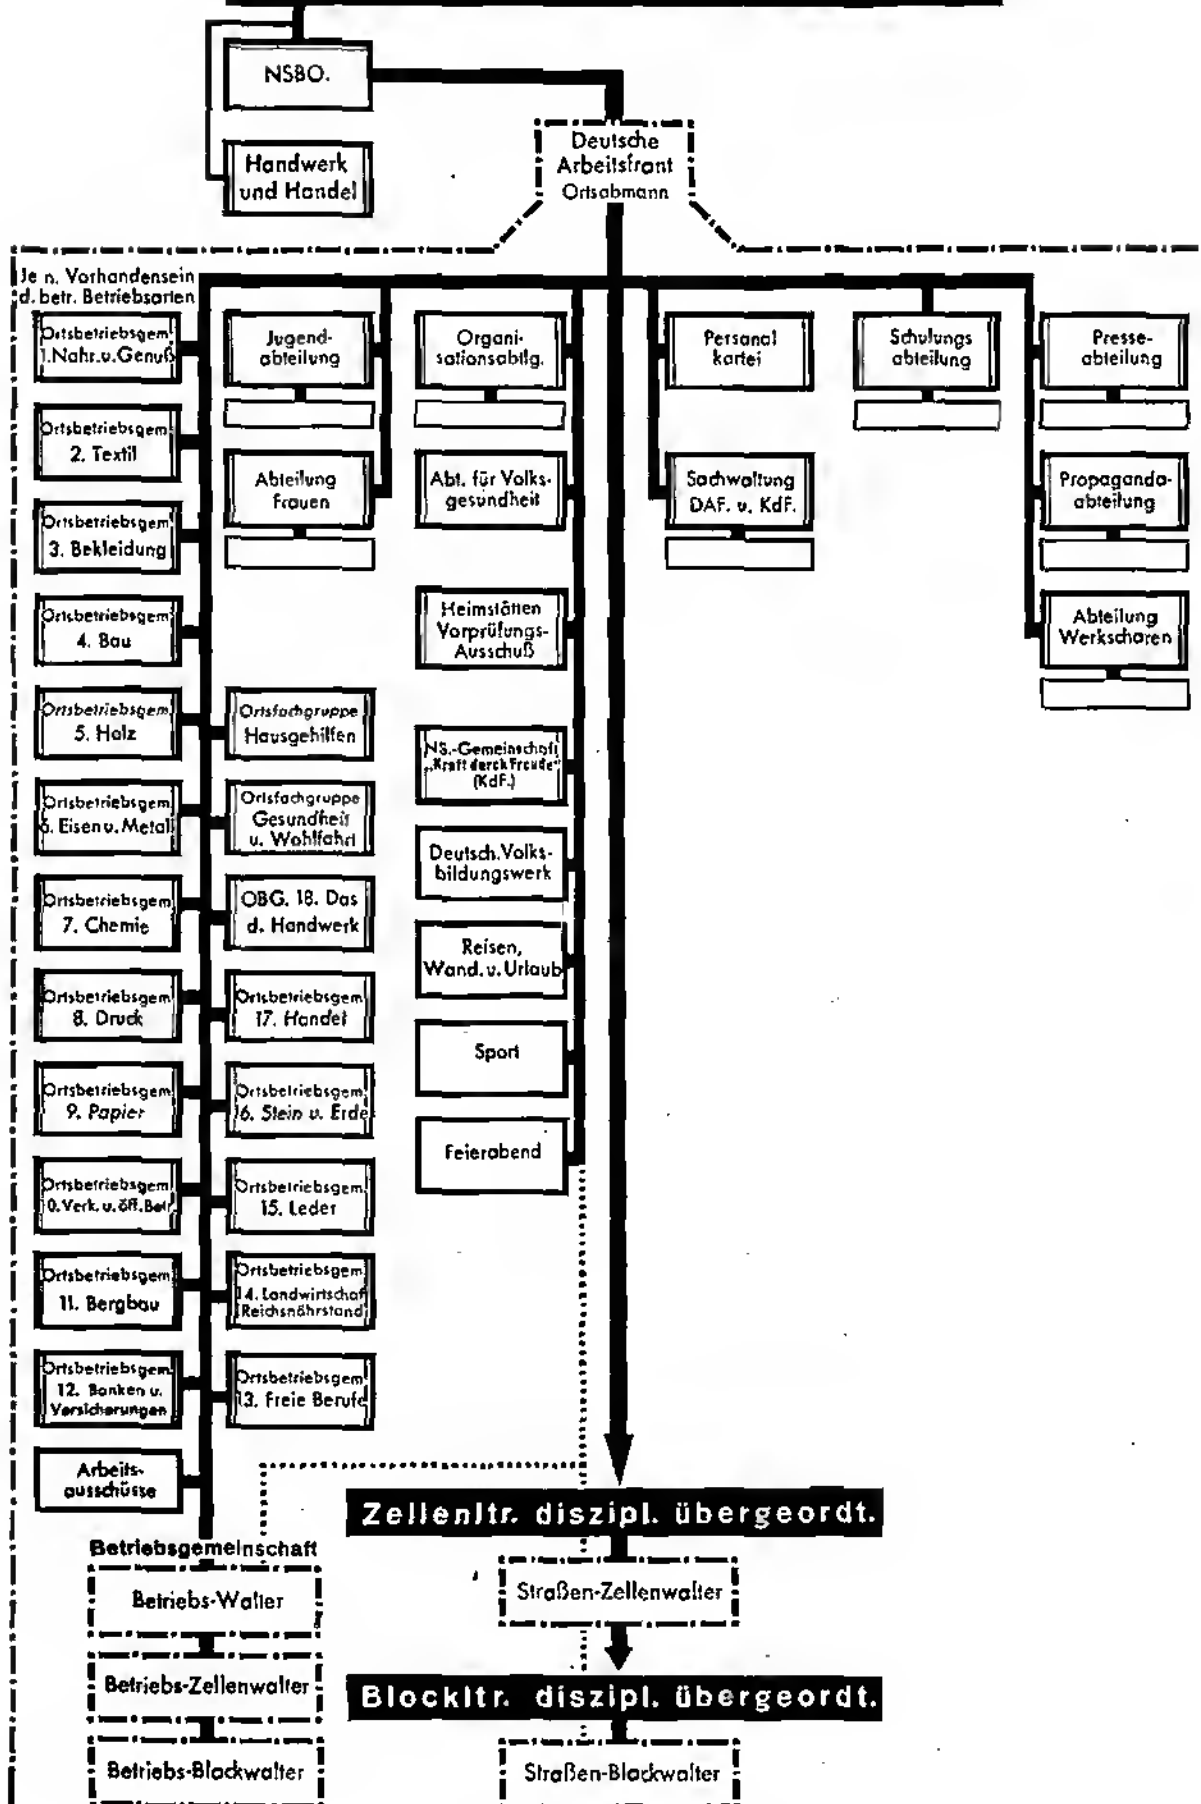 NSBO.
Handwerk
und Handel
Deutsche
Arbeitsfront
Ortsobmann
Je n. Vorhandensein
d. betr. Betriebsarten
Ortsbetriebsgem.
1. Nahr. u. Genuß
Ortsbetriebsgem.
2. Textil
Ortsbetriebsgem.
3. Bekleidung
Ortsbetriebsgem.
4. Bau
Ortsbetriebsgem.
5. Holz
Ortsbetriebsgem.
6. Eisen u. Metall
Ortsbetriebsgem.
7. Chemie
Ortsbetriebsgem.
8. Druck
Ortsbetriebsgem.
9. Papier
Ortsbetriebsgem.
10. Verk. u. öff. Betr.
Ortsbetriebsgem.
11. Bergbau
Ortsbetriebsgem.
12. Banken u.
Versicherungen
Arbeits-
ausschüsse
Jugend-
abteilung
Abteilung
Frauen
Ortsfachgruppe
Hausgehilfen
Ortsfachgruppe
Gesundheit
u. Wohlfahrt
OBG. 18. Das
d. Handwerk
Ortsbetriebsgem.
17. Handel
Ortsbetriebsgem.
16. Stein u. Erde
Ortsbetriebsgem.
15. Leder
Ortsbetriebsgem.
14. Landwirtschaft
Reichsnährstand
Ortsbetriebsgem.
13. Freie Berufe
Organi-
sationsabtlg.
Abt. für Volks-
gesundheit
Heimstätten
Vorprüfungs-
Ausschuß
NS.-Gemeinschaft
„Kraft durch Freude"
(KdF.)
Deutsch. Volks-
bildungswerk
Reisen,
Wand. u. Urlaub
Sport
Feierabend
Personal
kartei
Sachwaltung
DAF. u. KdF.
Schulungs
abteilung
Presse-
abteilung
Propaganda-
abteilung
Abteilung
Werkscharen
Betriebsgemeinschaft
Betriebs-Walter
Betriebs-Zellenwalter
Betriebs-Blockwalter
Zellenltr. diszipl. übergeordt.
Straßen-Zellenwalter
Blockltr. diszipl. übergeordt.
Straßen-Blockwalter